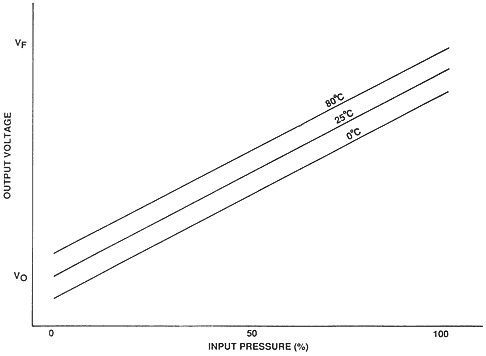 VF
80°C
25°C
0°C
OUTPUT VOLTAGE
VO
0 50 100
INPUT PRESSURE (%)